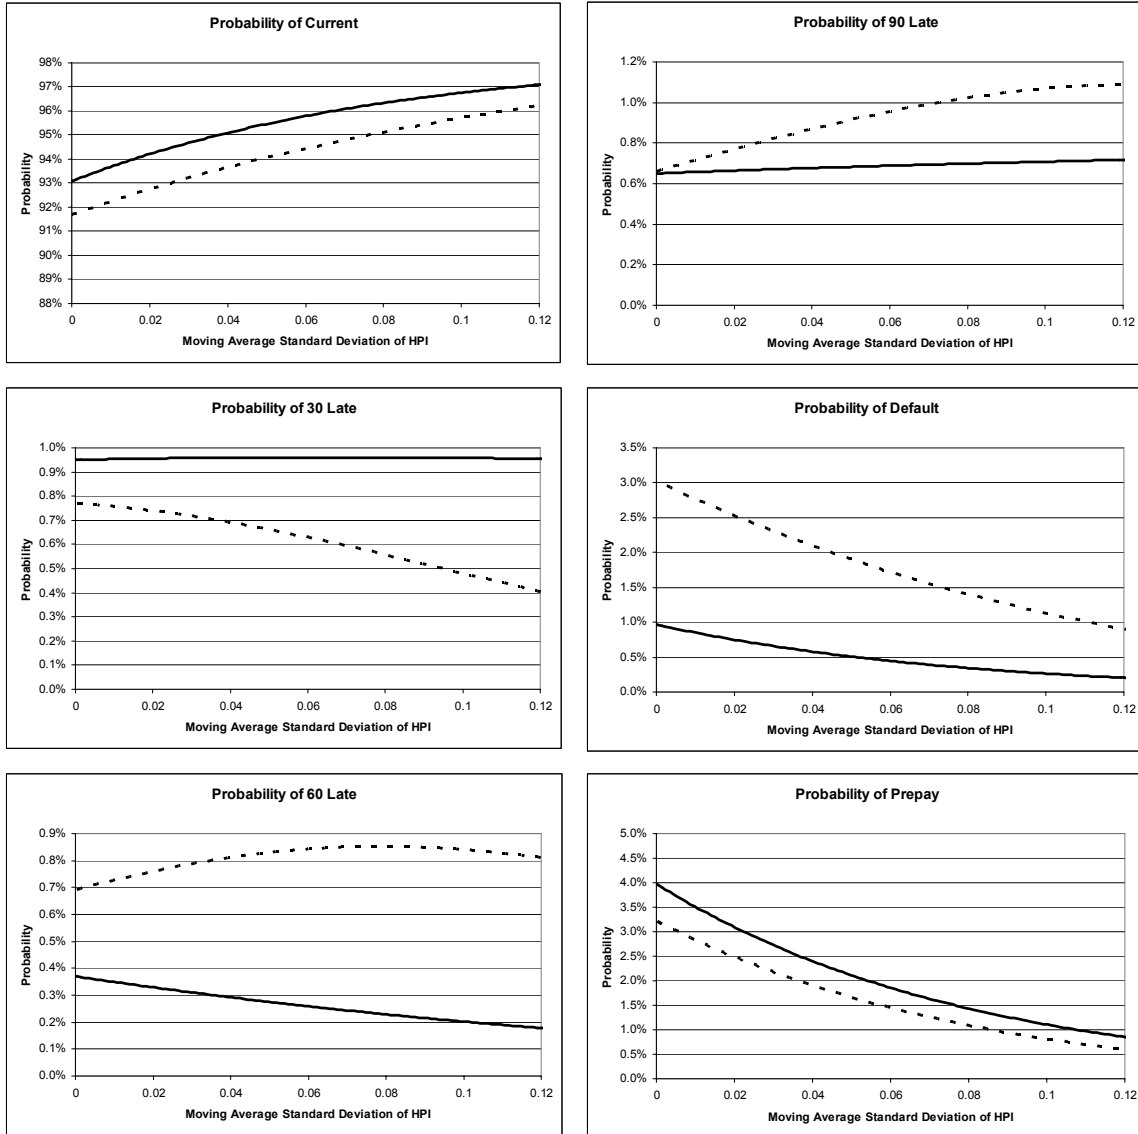 Probability of Current
98%
97%
96%
95%
94%
93%
92%
91%
90%
89%
88%
Probability
0 0.02 0.04 0.06 0.08 0.1 0.12
Moving Average Standard Deviation of HPI
Probability of 90 Late
1.2%
1.0%
0.8%
0.6%
0.4%
0.2%
0.0%
Probability
0 0.02 0.04 0.06 0.08 0.1 0.12
Moving Average Standard Deviation of HPI
Probability of 30 Late
1.0%
0.9%
0.8%
0.7%
0.6%
0.5%
0.4%
0.3%
0.2%
0.1%
0.0%
Probability
0 0.02 0.04 0.06 0.08 0.1 0.12
Moving Average Standard Deviation of HPI
Probability of Default
3.5%
3.0%
2.5%
2.0%
1.5%
1.0%
0.5%
0.0%
Probability
0 0.02 0.04 0.06 0.08 0.1 0.12
Moving Average Standard Deviation of HPI
Probability of 60 Late
0.9%
0.8%
0.7%
0.6%
0.5%
0.4%
0.3%
0.2%
0.1%
0.0%
Probability
0 0.02 0.04 0.06 0.08 0.1 0.12
Moving Average Standard Deviation of HPI
Probability of Prepay
5.0%
4.5%
4.0%
3.5%
3.0%
2.5%
2.0%
1.5%
1.0%
0.5%
0.0%
Probability
0 0.02 0.04 0.06 0.08 0.1 0.12
Moving Average Standard Deviation of HPI